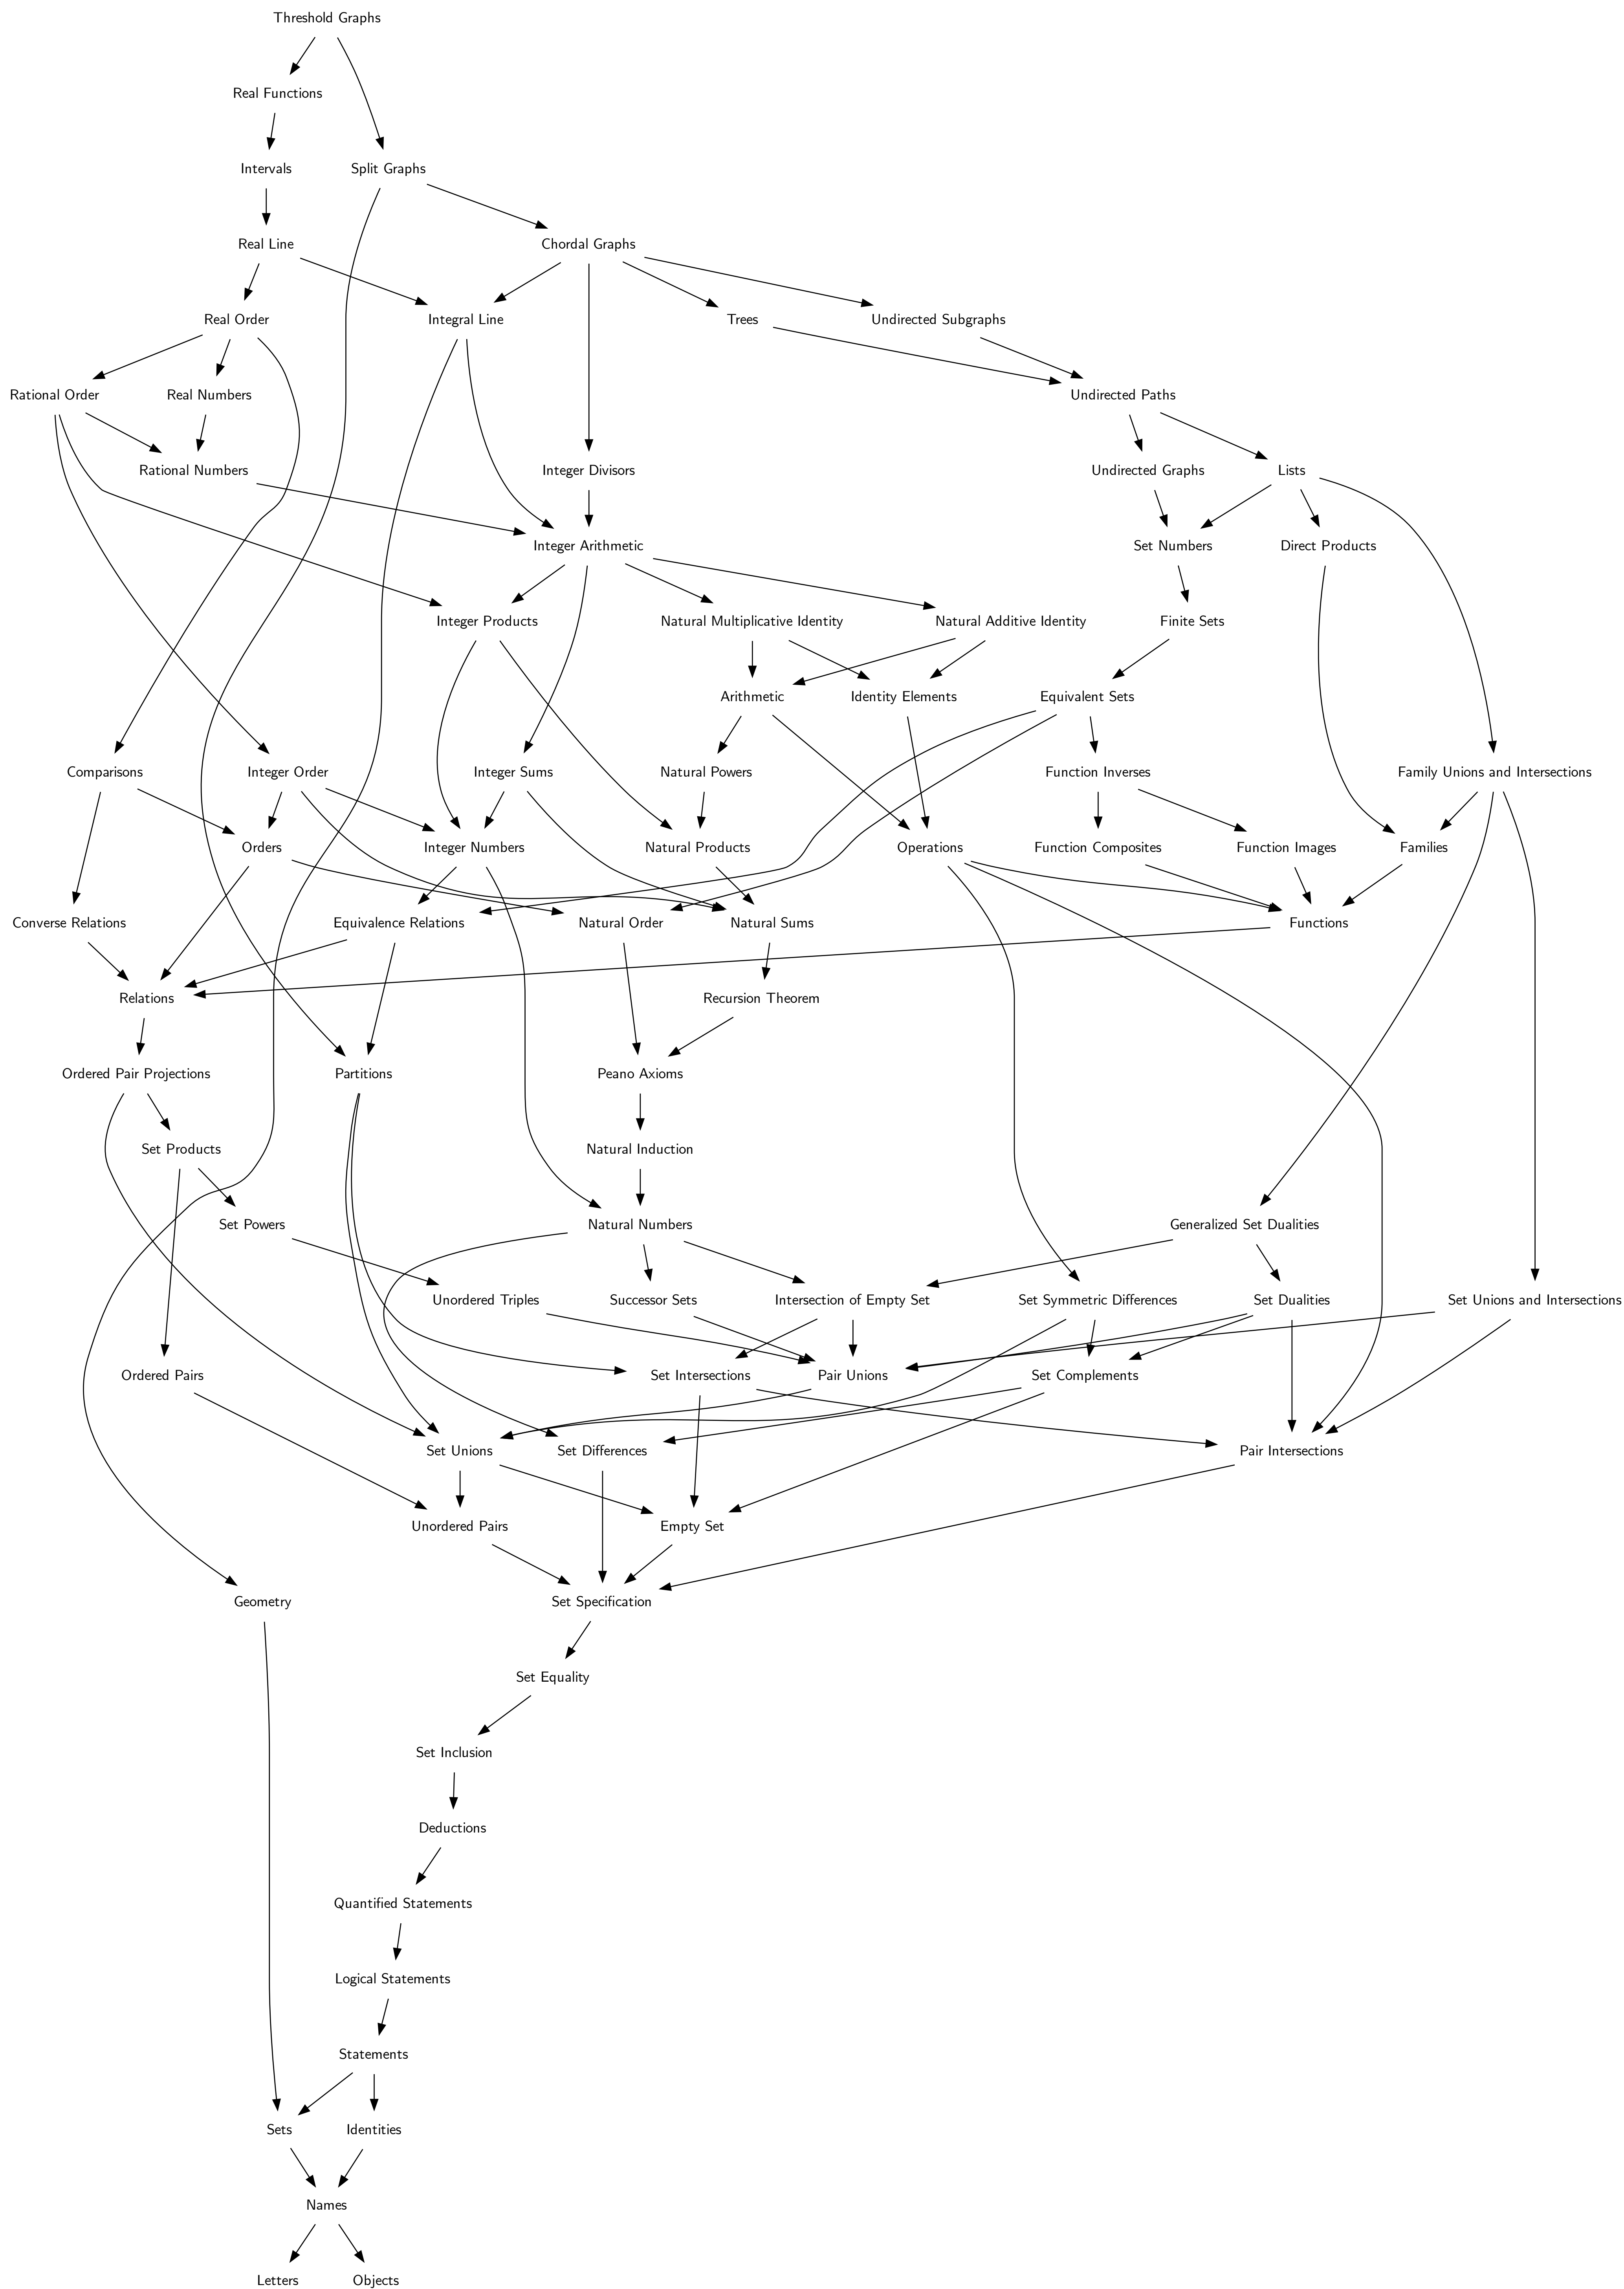 Threshold Graphs
Real Functions
Intervals
Split Graphs
Real Line
Chordal Graphs
Real Order
Integral Line
Trees
Undirected Subgraphs
Rational Order
Real Numbers
Undirected Paths
Rational Numbers
Integer Divisors
Undirected Graphs
Lists
Integer Arithmetic
Set Numbers
Direct Products
Integer Products
Natural Multiplicative Identity
Natural Additive Identity
Finite Sets
Arithmetic
Identity Elements
Equivalent Sets
Comparisons
Integer Order
Integer Sums
Natural Powers
Function Inverses
Family Unions and Intersections
Orders
Integer Numbers
Natural Products
Operations
Function Composites
Function Images
Families
Converse Relations
Equivalence Relations
Natural Order
Natural Sums
Functions
Relations
Recursion Theorem
Ordered Pair Projections
Partitions
Peano Axioms
Set Products
Natural Induction
Set Powers
Natural Numbers
Generalized Set Dualities
Unordered Triples
Successor Sets
Intersection of Empty Set
Set Symmetric Differences
Set Dualities
Set Unions and Intersections
Ordered Pairs
Set Intersections
Pair Unions
Set Complements
Set Unions
Set Differences
Pair Intersections
Unordered Pairs
Empty Set
Geometry
Set Specification
Set Equality
Set Inclusion
Deductions
Quantified Statements
Logical Statements
Statements
Sets
Identities
Names
Letters
Objects